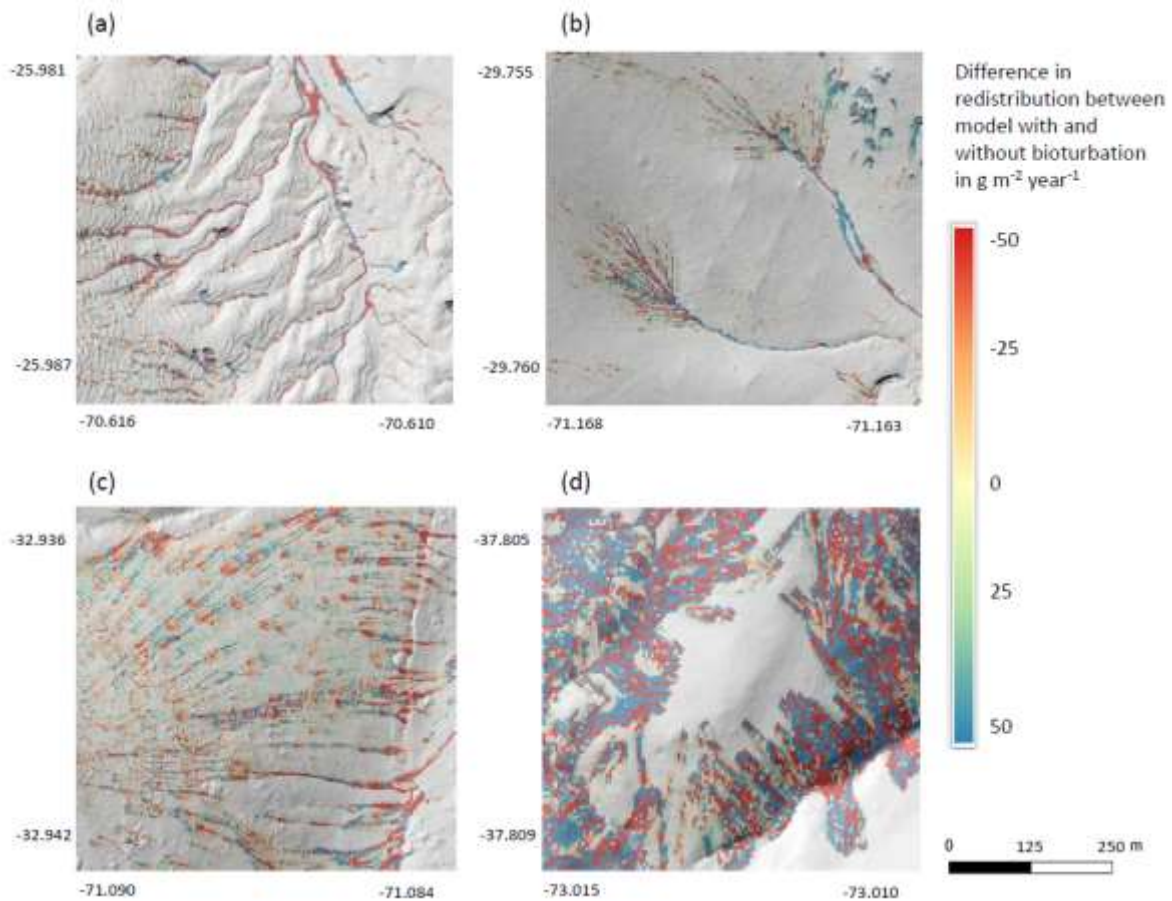 (a)
(b)
-25.981
-25.987
-70.616
-70.610
-29.755
-29.760
-71.168
-71.163
Difference in
redistribution between
model with and
without bioturbation
in g m⁻² year⁻¹
-50
-25
0
25
50
(c)
(d)
-32.936
-32.942
-71.090
-71.084
-37.805
-37.809
-73.015
-73.010
0 125 250 m